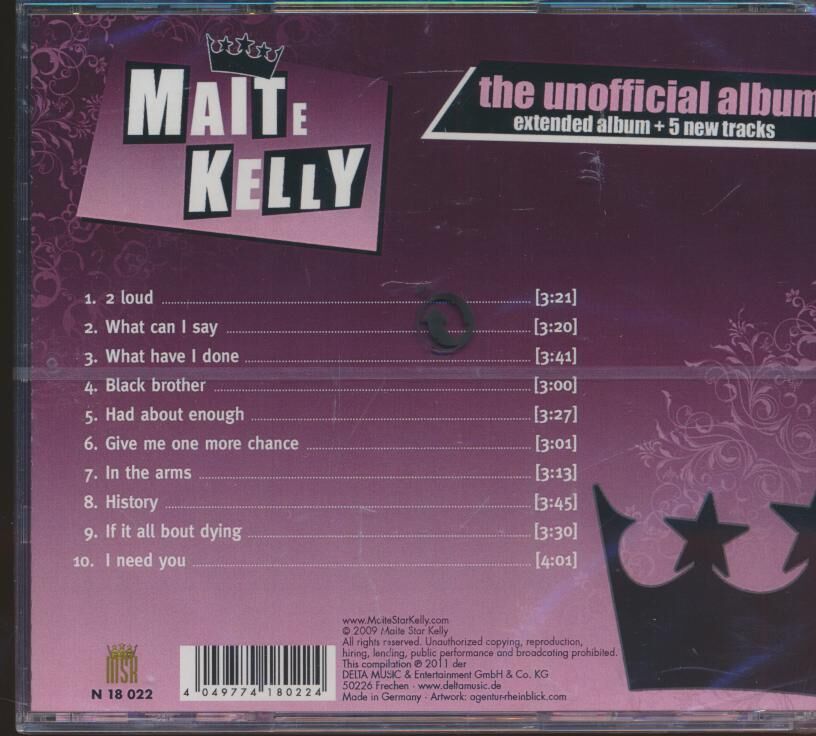 MAITE
KELLY
the unofficial album
extended album + 5 new tracks
1. 2 loud [3:21]
2. What can I say [3:20]
3. What have I done [3:41]
4. Black brother [3:00]
5. Had about enough [3:27]
6. Give me one more chance [3:01]
7. In the arms [3:13]
8. History [3:45]
9. If it all bout dying [3:30]
10. I need you [4:01]
www.MaiteStarKelly.com
© 2009 Maite Star Kelly
All rights reserved. Unauthorized copying, reproduction,
hiring, lending, public performance and broadcoting prohibited.
This compilation ℗ 2011 der
DELTA MUSIC & Entertainment GmbH & Co. KG
50226 Frechen · www.deltamusic.de
Made in Germany · Artwork: agentur-rheinblick.com
MSK
N 18 022
4 049774 180224